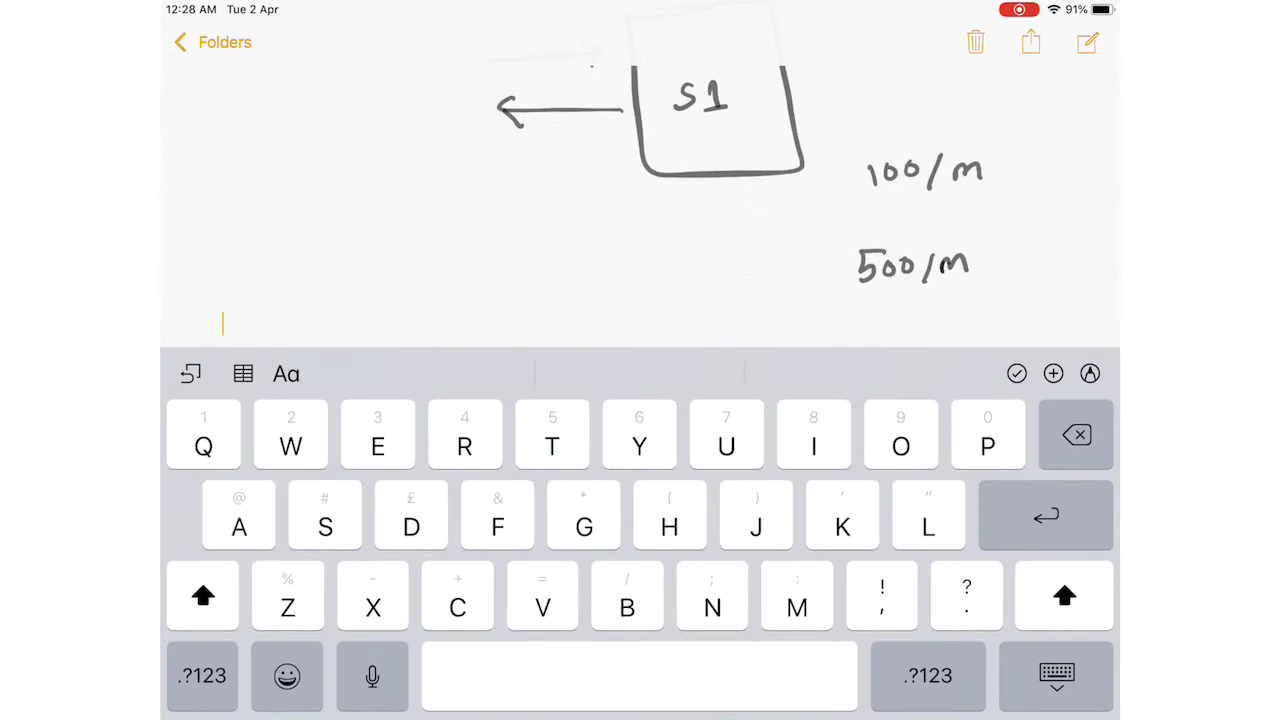 12:28 AM Tue 2 Apr 91%
Folders
S1
100/m
500/m
Aa
1 2 3 4 5 6 7 8 9 0
Q W E R T Y U I O P
@ # £ & * ( ) ' "
A S D F G H J K L
% - + = / ; : ! ?
Z X C V B N M , .
.?123 .?123